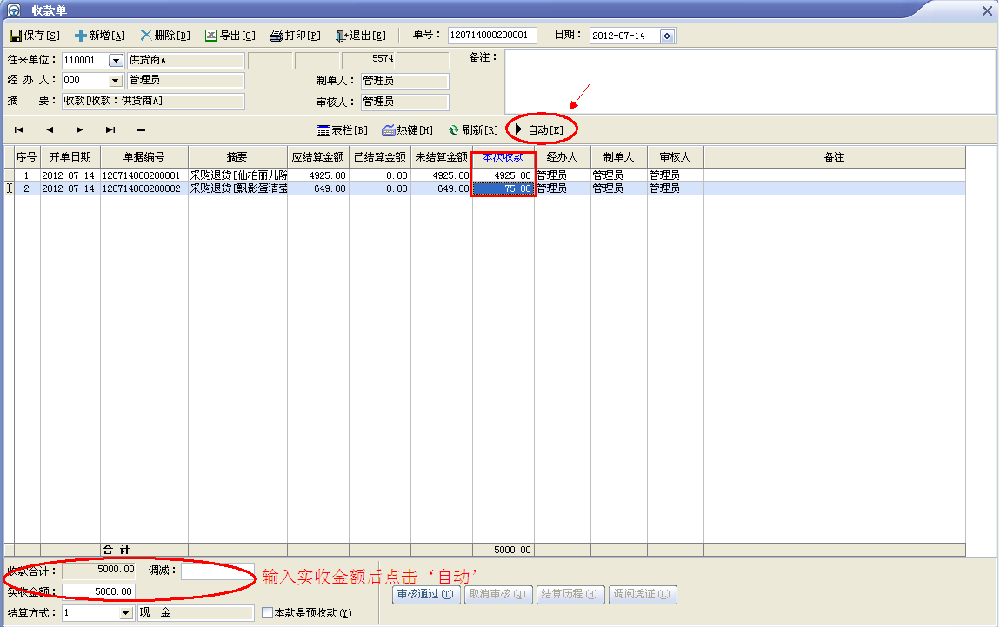 收款单
保存[S] 新增[A] 删除[D] 导出[O] 打印[P] 退出[E] 单号： 120714000200001 日期： 2012-07-14
往来单位： 110001 供货商A 5574 备注：
经 办 人： 000 管理员 制单人： 管理员
摘 要： 收款[收款：供货商A] 审核人： 管理员
表栏[B] 热键[H] 刷新[R] 自动[K]
序号 开单日期 单据编号 摘要 应结算金额 已结算金额 未结算金额 本次收款 经办人 制单人 审核人 备注
1 2012-07-14 120714000200001 采购退货[仙柏丽儿除 4925.00 0.00 4925.00 4925.00 管理员 管理员 管理员
2 2012-07-14 120714000200002 采购退货[飘影蛋清莹 649.00 0.00 649.00 75.00 管理员 管理员 管理员
合 计 5000.00
收款合计： 5000.00 调减：
输入实收金额后点击‘自动’
实收金额： 5000.00
审核通过(T) 取消审核(Q) 结算历程(H) 调阅凭证(L)
结算方式： 1 现 金 本款是预收款(Y)